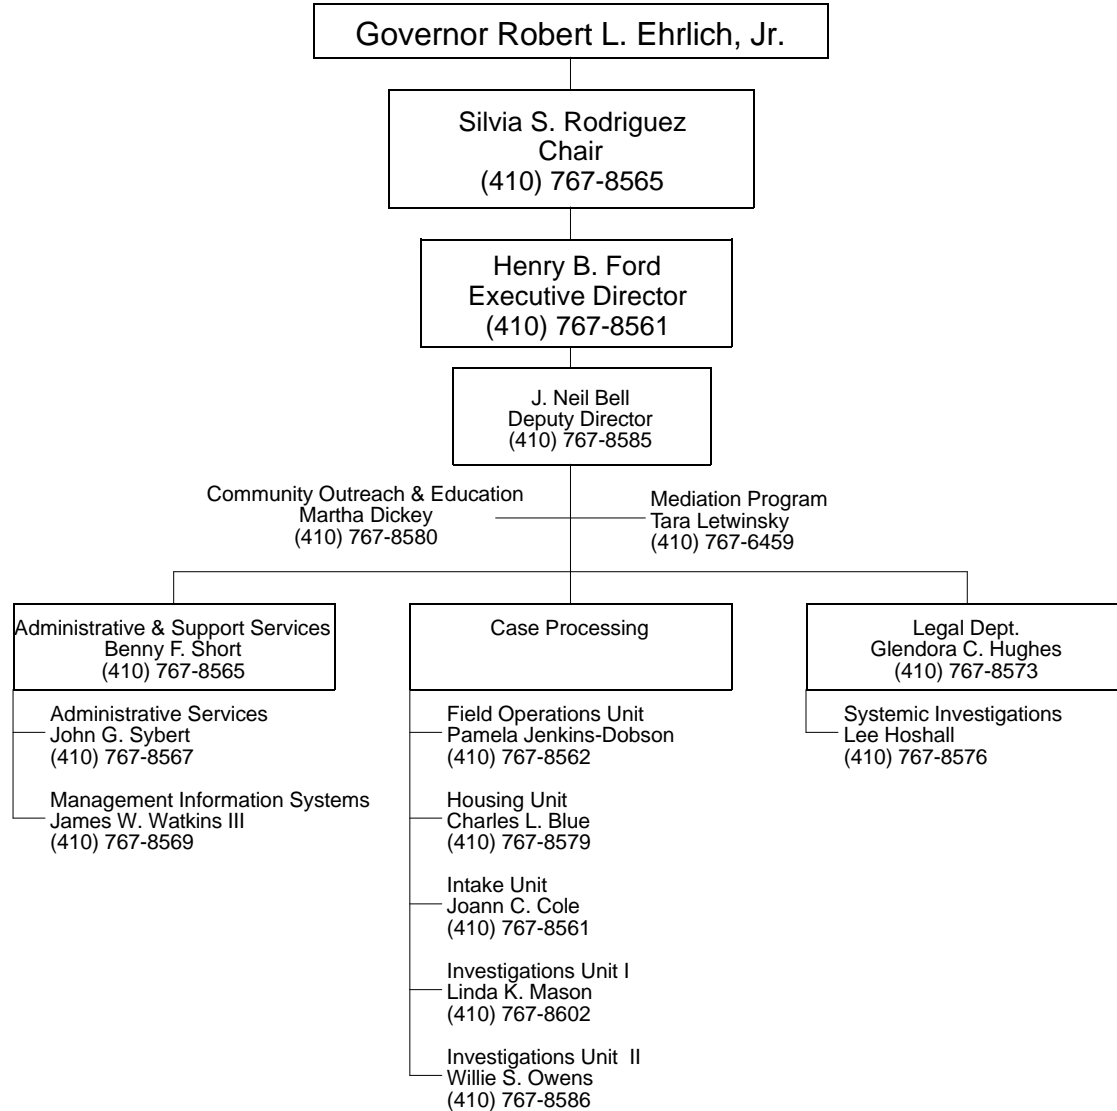 Governor Robert L. Ehrlich, Jr.
Silvia S. Rodriguez
Chair
(410) 767-8565
Henry B. Ford
Executive Director
(410) 767-8561
J. Neil Bell
Deputy Director
(410) 767-8585
Community Outreach & Education
Martha Dickey
(410) 767-8580
Mediation Program
Tara Letwinsky
(410) 767-6459
Administrative & Support Services
Benny F. Short
(410) 767-8565
Administrative Services
John G. Sybert
(410) 767-8567
Management Information Systems
James W. Watkins III
(410) 767-8569
Case Processing
Field Operations Unit
Pamela Jenkins-Dobson
(410) 767-8562
Housing Unit
Charles L. Blue
(410) 767-8579
Intake Unit
Joann C. Cole
(410) 767-8561
Investigations Unit I
Linda K. Mason
(410) 767-8602
Investigations Unit  II
Willie S. Owens
(410) 767-8586
Legal Dept.
Glendora C. Hughes
(410) 767-8573
Systemic Investigations
Lee Hoshall
(410) 767-8576